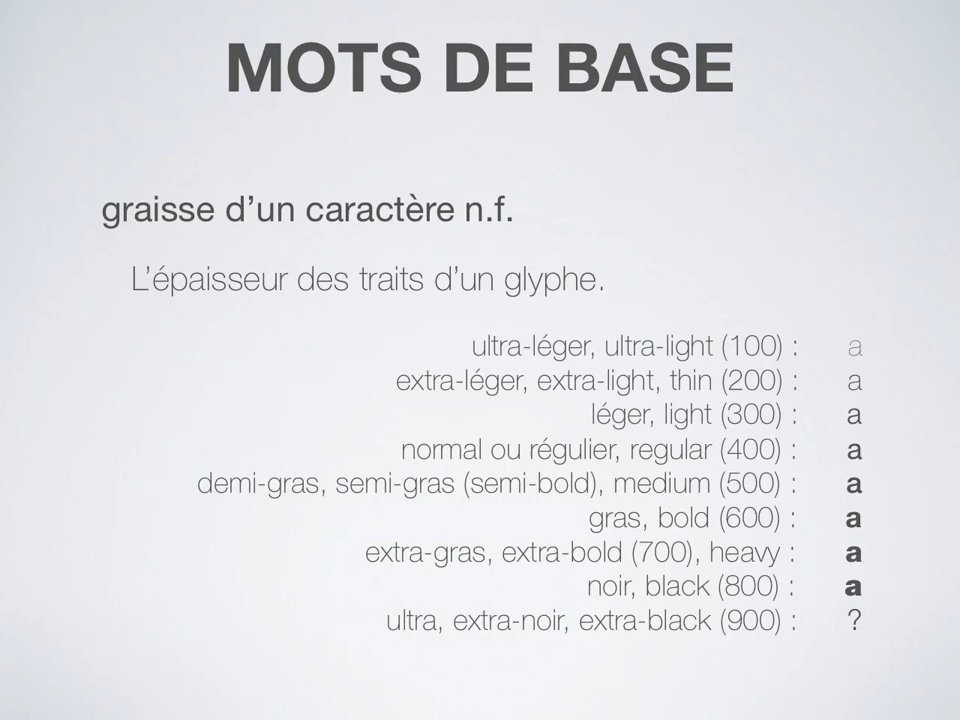 MOTS DE BASE
graisse d’un caractère n.f.
L’épaisseur des traits d’un glyphe.
ultra-léger, ultra-light (100) : a
extra-léger, extra-light, thin (200) : a
léger, light (300) : a
normal ou régulier, regular (400) : a
demi-gras, semi-gras (semi-bold), medium (500) : a
gras, bold (600) : a
extra-gras, extra-bold (700), heavy : a
noir, black (800) : a
ultra, extra-noir, extra-black (900) : ?